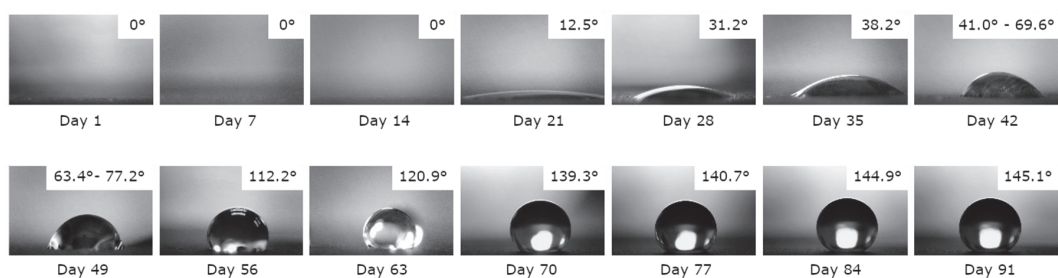 0° 0° 0° 12.5° 31.2° 38.2° 41.0° - 69.6°
Day 1 Day 7 Day 14 Day 21 Day 28 Day 35 Day 42
63.4°- 77.2° 112.2° 120.9° 139.3° 140.7° 144.9° 145.1°
Day 49 Day 56 Day 63 Day 70 Day 77 Day 84 Day 91